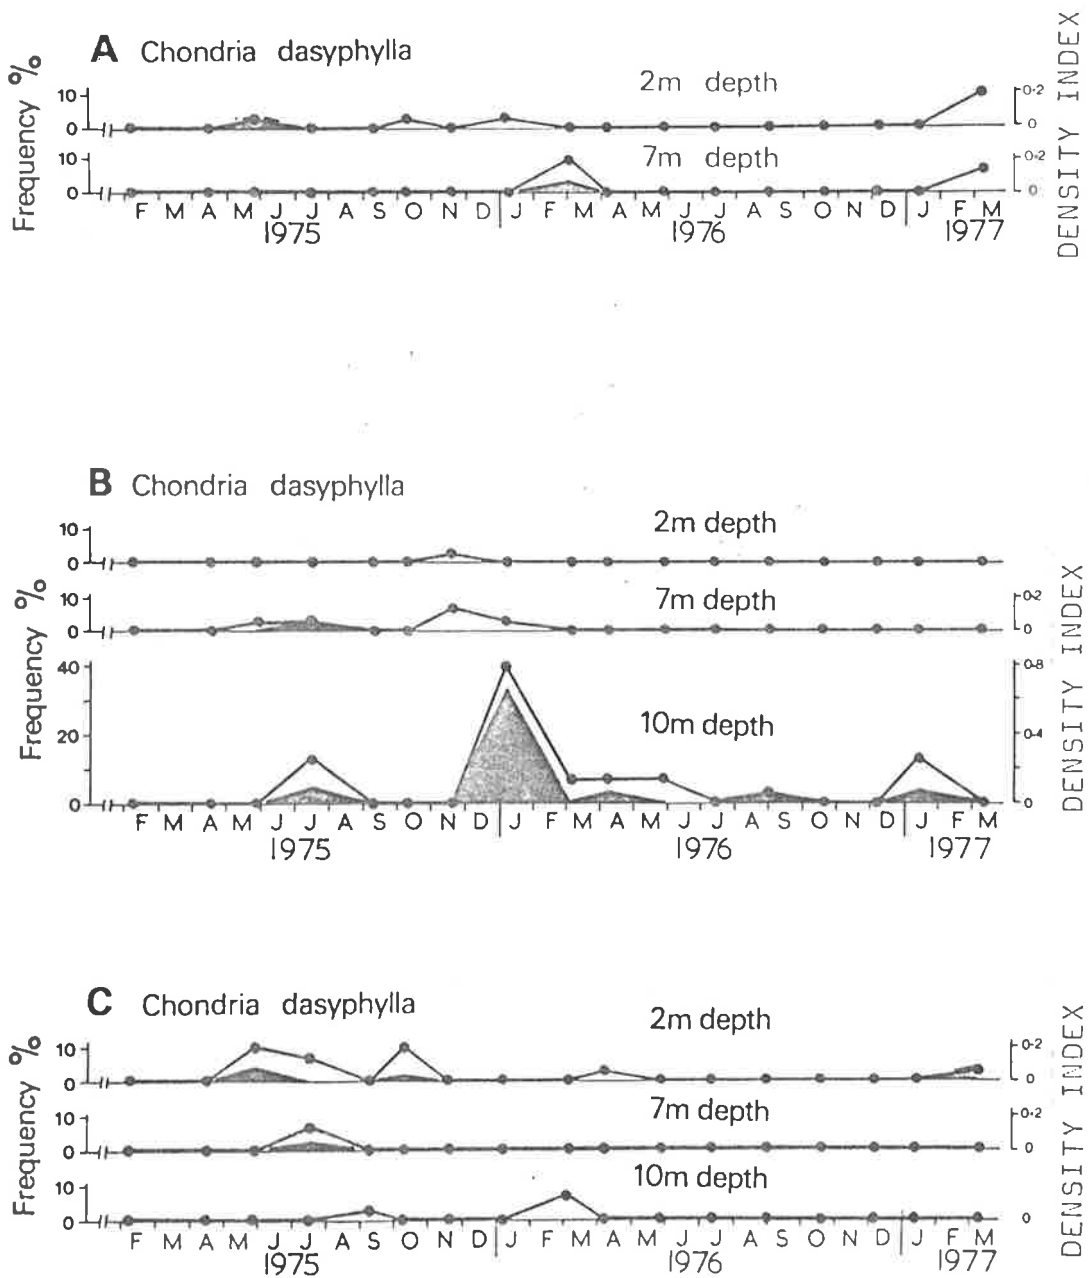 A Chondria dasyphylla
2m depth
Frequency %
DENSITY INDEX
10
0
0·2
0
7m depth
10
0
0·2
0
F M A M J J A S O N D J F M A M J J A S O N D J F M
1975 1976 1977
B Chondria dasyphylla
2m depth
Frequency %
DENSITY INDEX
10
0
7m depth
10
0
0·2
0
10m depth
40
20
0
0·8
0·4
0
F M A M J J A S O N D J F M A M J J A S O N D J F M
1975 1976 1977
C Chondria dasyphylla
2m depth
Frequency %
DENSITY INDEX
10
0
0·2
0
7m depth
10
0
0·2
0
10m depth
10
0
0
F M A M J J A S O N D J F M A M J J A S O N D J F M
1975 1976 1977